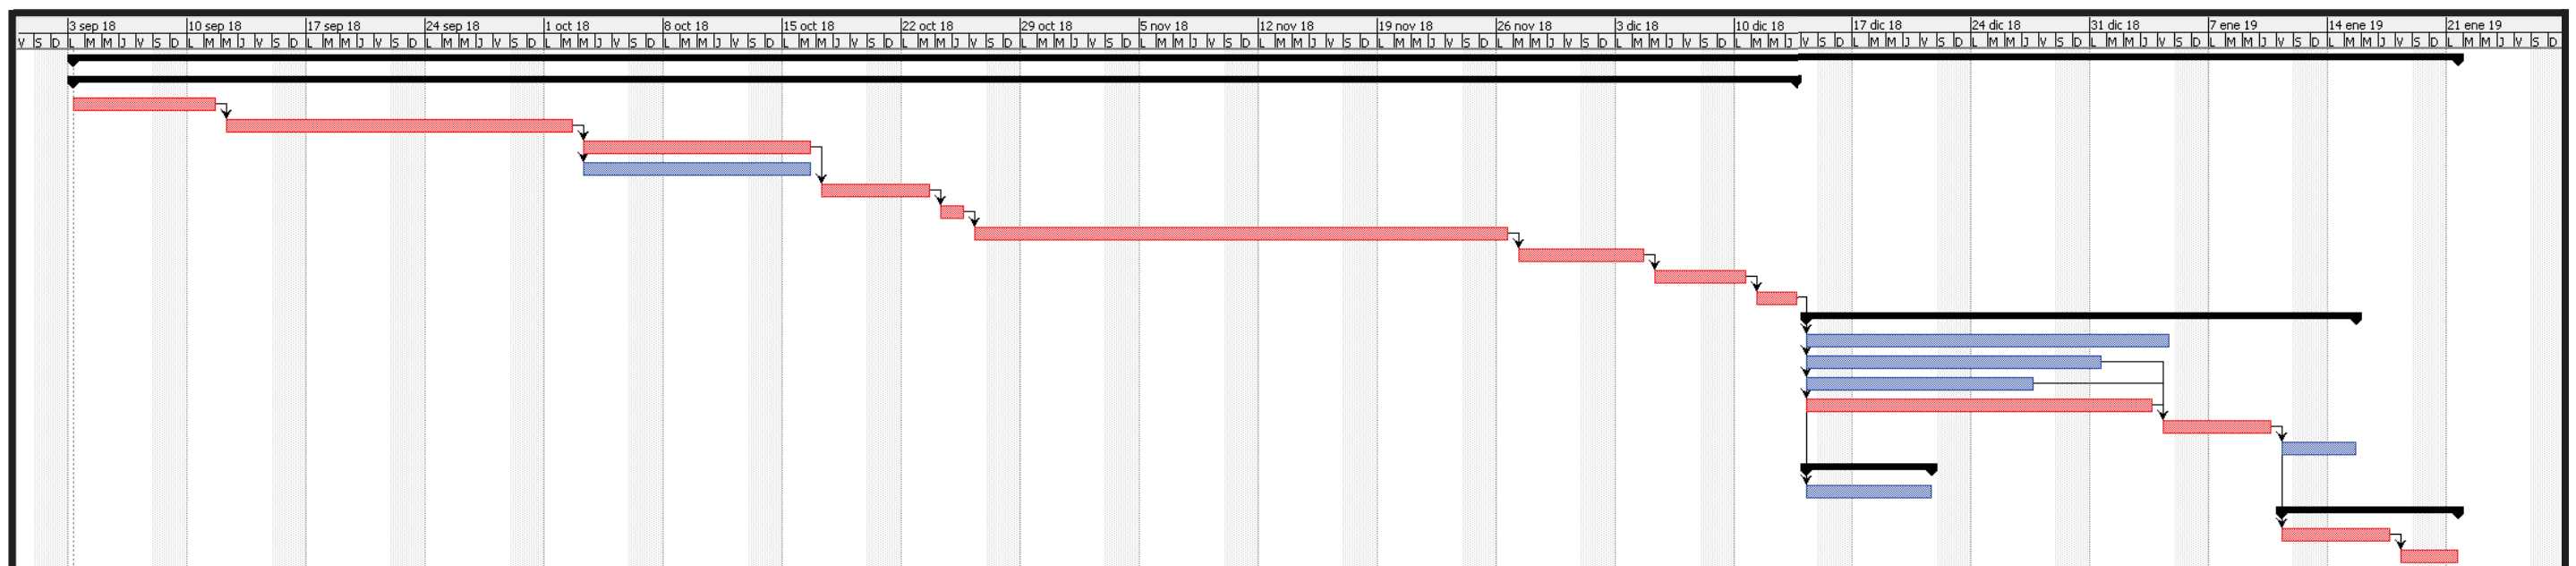 3 sep 18 10 sep 18 17 sep 18 24 sep 18 1 oct 18 8 oct 18 15 oct 18 22 oct 18 29 oct 18 5 nov 18 12 nov 18 19 nov 18 26 nov 18 3 dic 18 10 dic 18 17 dic 18 24 dic 18 31 dic 18 7 ene 19 14 ene 19 21 ene 19
V S D L M M J V S D L M M J V S D L M M J V S D L M M J V S D L M M J V S D L M M J V S D L M M J V S D L M M J V S D L M M J V S D L M M J V S D L M M J V S D L M M J V S D L M M J V S D L M M J V S D L M M J V S D L M M J V S D L M M J V S D L M M J V S D L M M J V S D L M M J V S D L M M J V S D